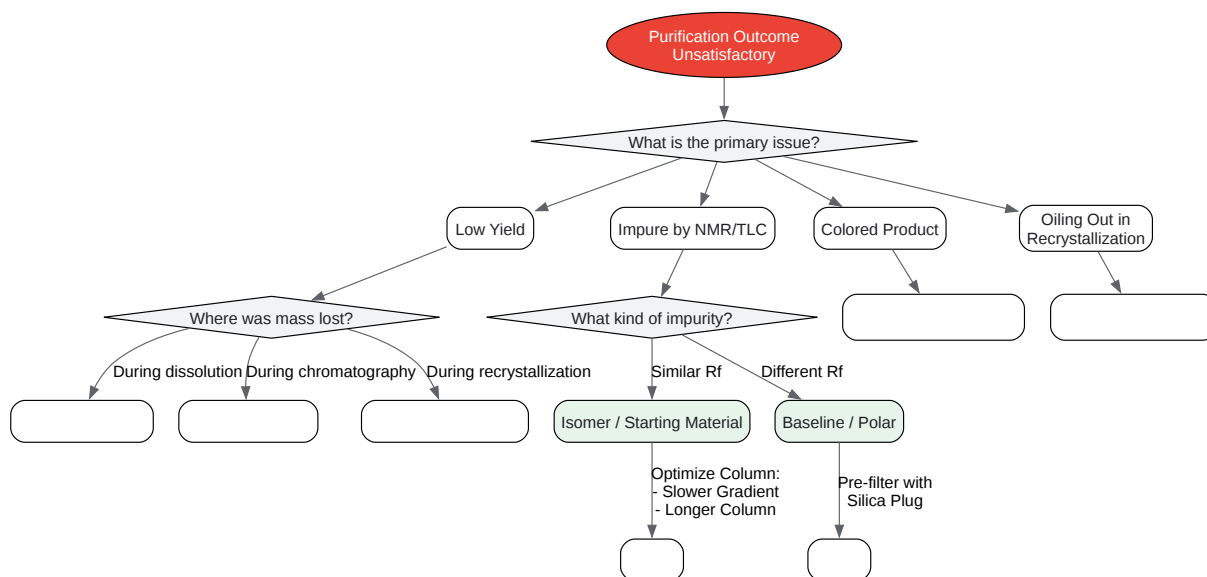 Purification Outcome
Unsatisfactory
What is the primary issue?
Low Yield
Impure by NMR/TLC
Colored Product
Oiling Out in
Recrystallization
Where was mass lost?
What kind of impurity?
During dissolution
During chromatography
During recrystallization
Similar Rf
Different Rf
Isomer / Starting Material
Baseline / Polar
Optimize Column:
- Slower Gradient
- Longer Column
Pre-filter with
Silica Plug